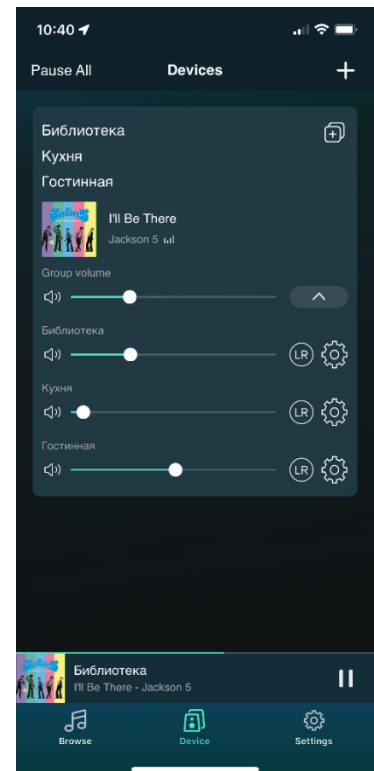 10:40
Pause All
Devices
Библиотека
Кухня
Гостинная
I'll Be There
Jackson 5
Group volume
Библиотека
LR
Кухня
LR
Гостинная
LR
Библиотека
I'll Be There - Jackson 5
Browse
Device
Settings